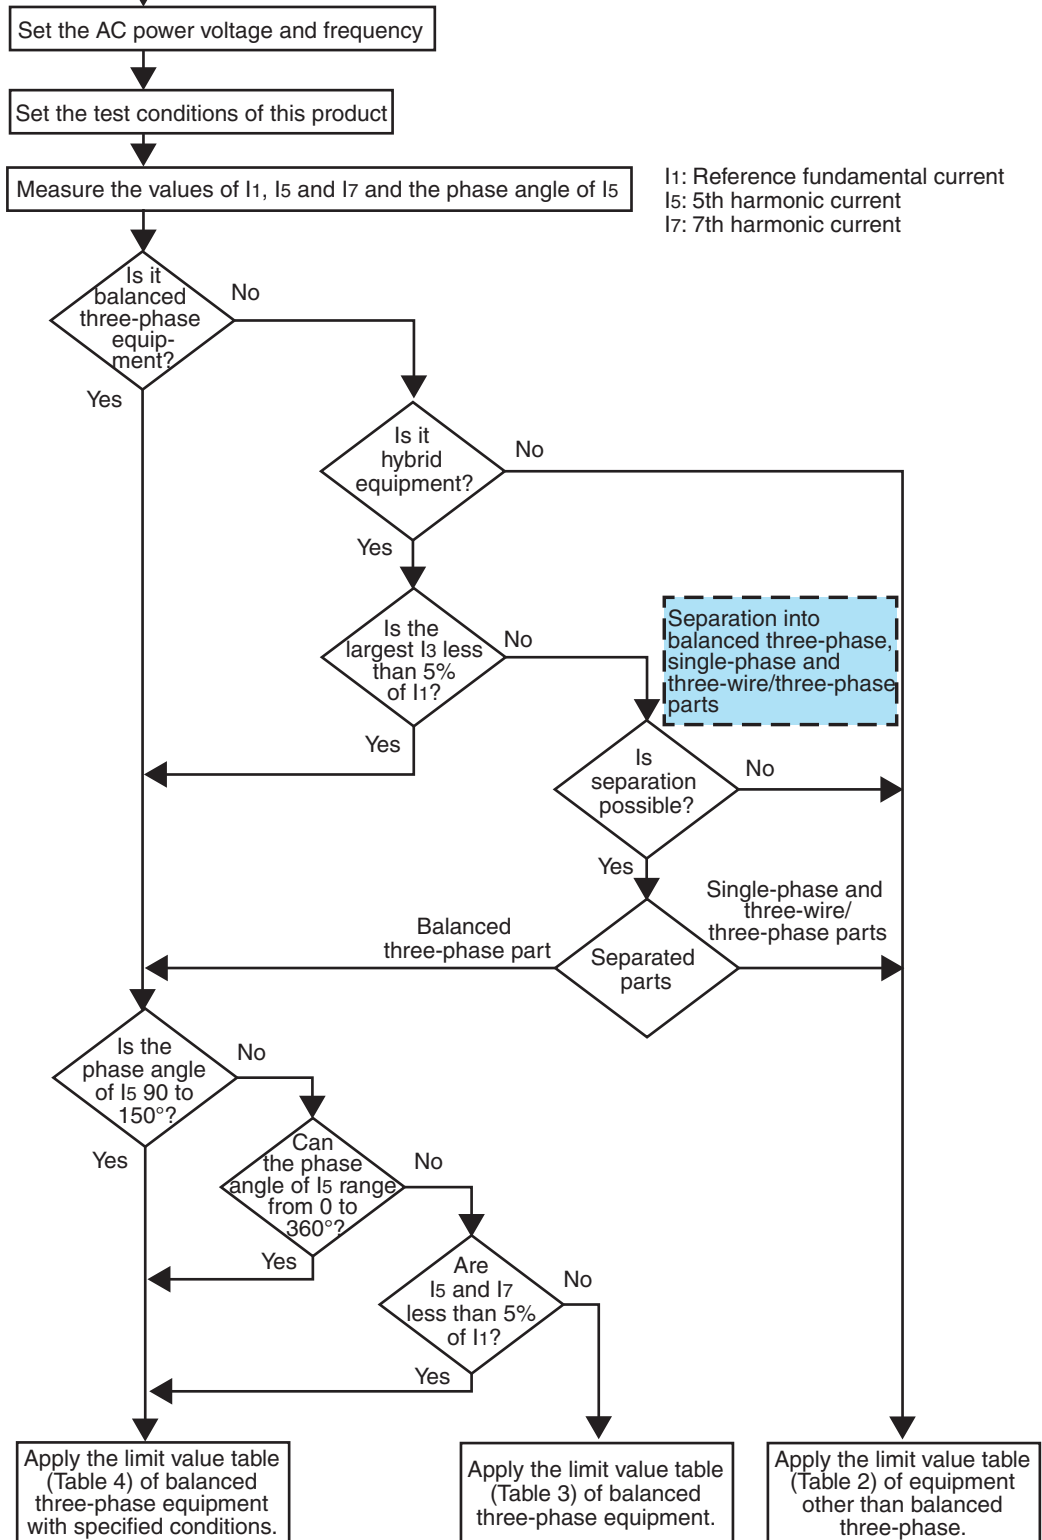 Set the AC power voltage and frequency
Set the test conditions of this product
Measure the values of I1, I5 and I7 and the phase angle of I5
I1: Reference fundamental current
I5: 5th harmonic current
I7: 7th harmonic current
Is it
balanced
three-phase
equip-
ment?
No
Yes
Is it
hybrid
equipment?
No
Yes
Is the
largest I3 less
than 5%
of I1?
No
Yes
Separation into
balanced three-phase,
single-phase and
three-wire/three-phase
parts
Is
separation
possible?
No
Yes
Single-phase and
three-wire/
three-phase parts
Balanced
three-phase part
Separated
parts
Is the
phase angle
of I5 90 to
150°?
No
Yes
Can
the phase
angle of I5 range
from 0 to
360°?
No
Yes
Are
I5 and I7
less than 5%
of I1?
No
Yes
Apply the limit value table
(Table 4) of balanced
three-phase equipment
with specified conditions.
Apply the limit value table
(Table 3) of balanced
three-phase equipment.
Apply the limit value table
(Table 2) of equipment
other than balanced
three-phase.